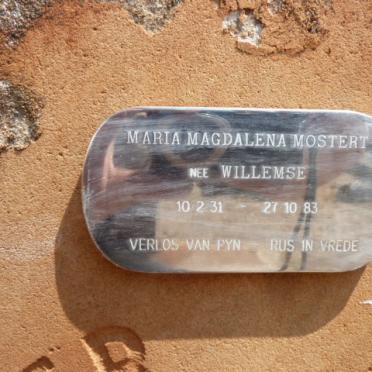 MARIA MAGDALENA MOSTERT
NEE WILLEMSE
10 2 31 - 27 10 83
VERLOS VAN PYN - RUS IN VREDE